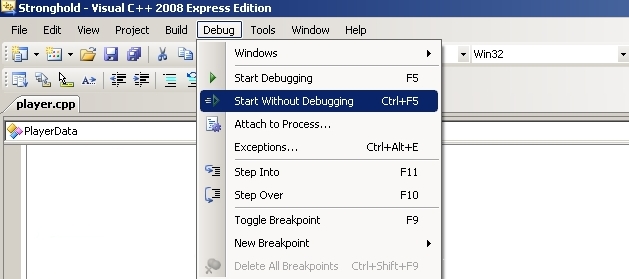 Stronghold - Visual C++ 2008 Express Edition
File Edit View Project Build Debug Tools Window Help
Windows
Win32
Start Debugging F5
player.cpp
Start Without Debugging Ctrl+F5
Attach to Process...
PlayerData
Exceptions... Ctrl+Alt+E
Step Into F11
Step Over F10
Toggle Breakpoint F9
New Breakpoint
Delete All Breakpoints Ctrl+Shift+F9